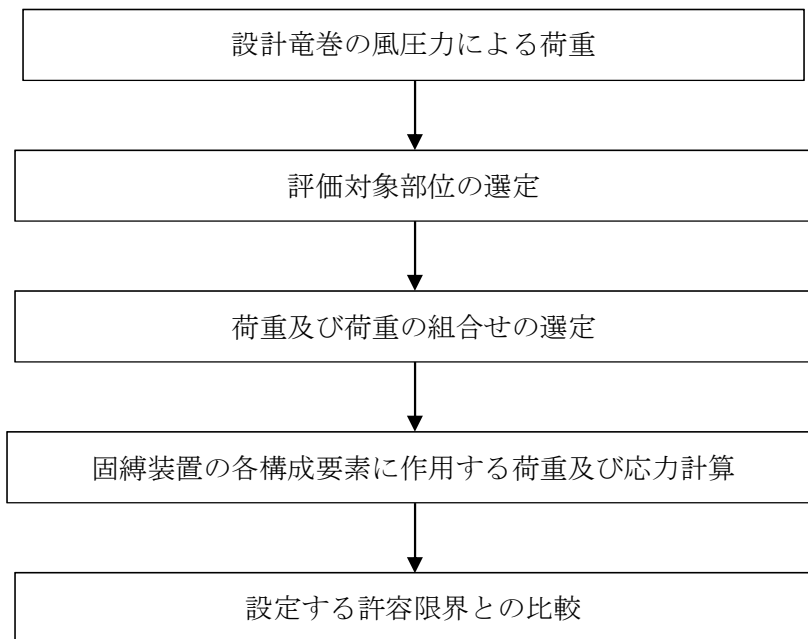 設計竜巻の風圧力による荷重
評価対象部位の選定
荷重及び荷重の組合せの選定
固縛装置の各構成要素に作用する荷重及び応力計算
設定する許容限界との比較